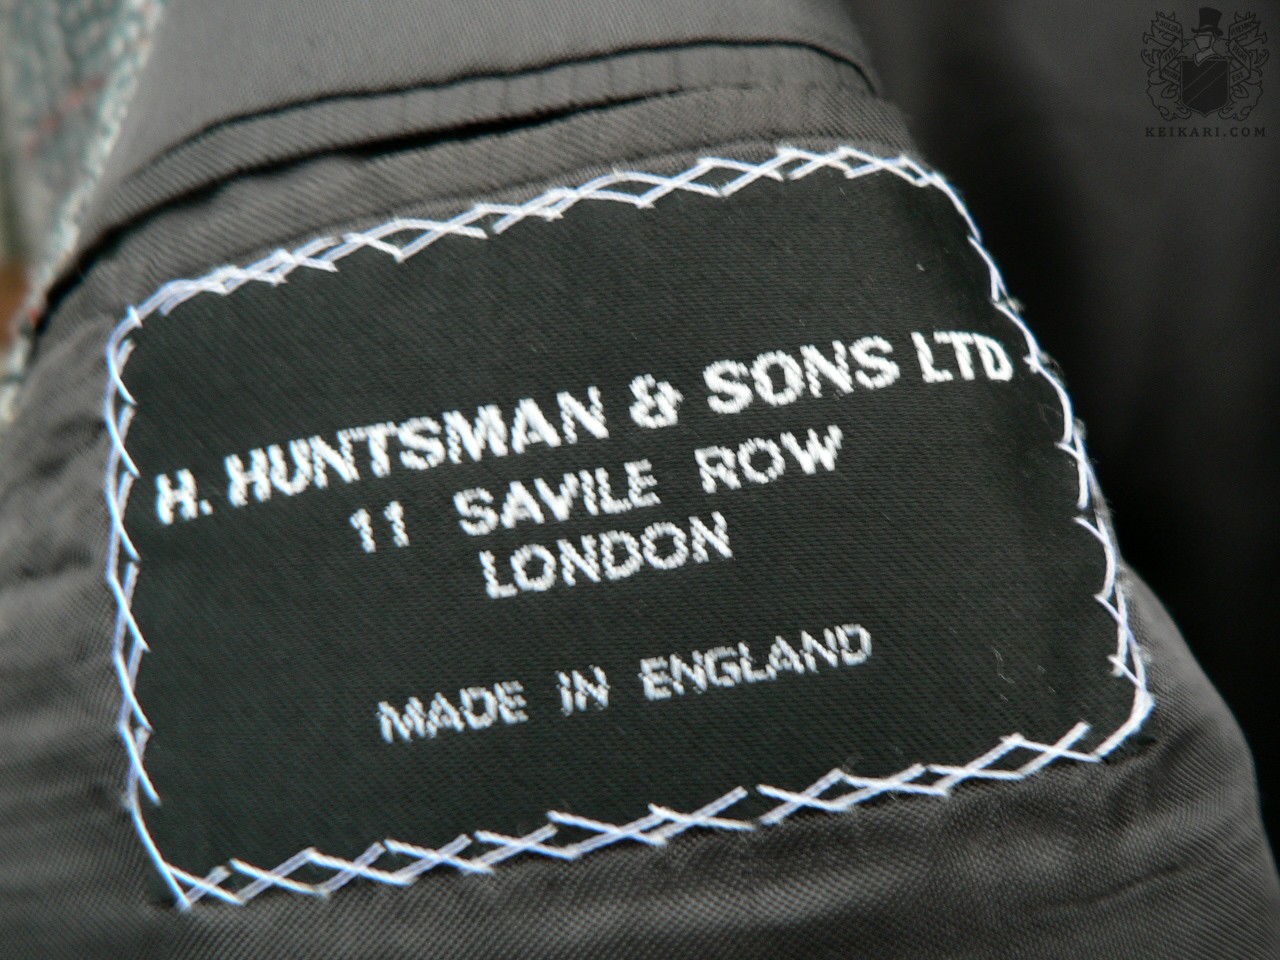 KEIKARI.COM
H. HUNTSMAN & SONS LTD
11 SAVILE ROW
LONDON
MADE IN ENGLAND